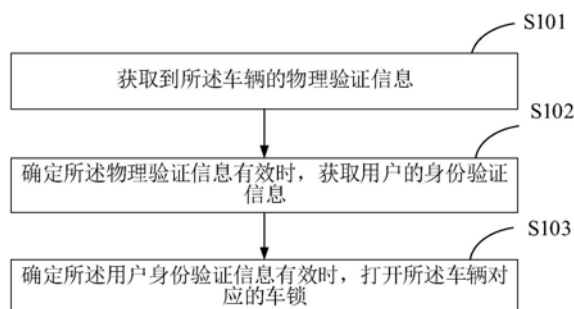 S101
获取到所述车辆的物理验证信息
S102
确定所述物理验证信息有效时，获取用户的身份验证
信息
S103
确定所述用户身份验证信息有效时，打开所述车辆对
应的车锁